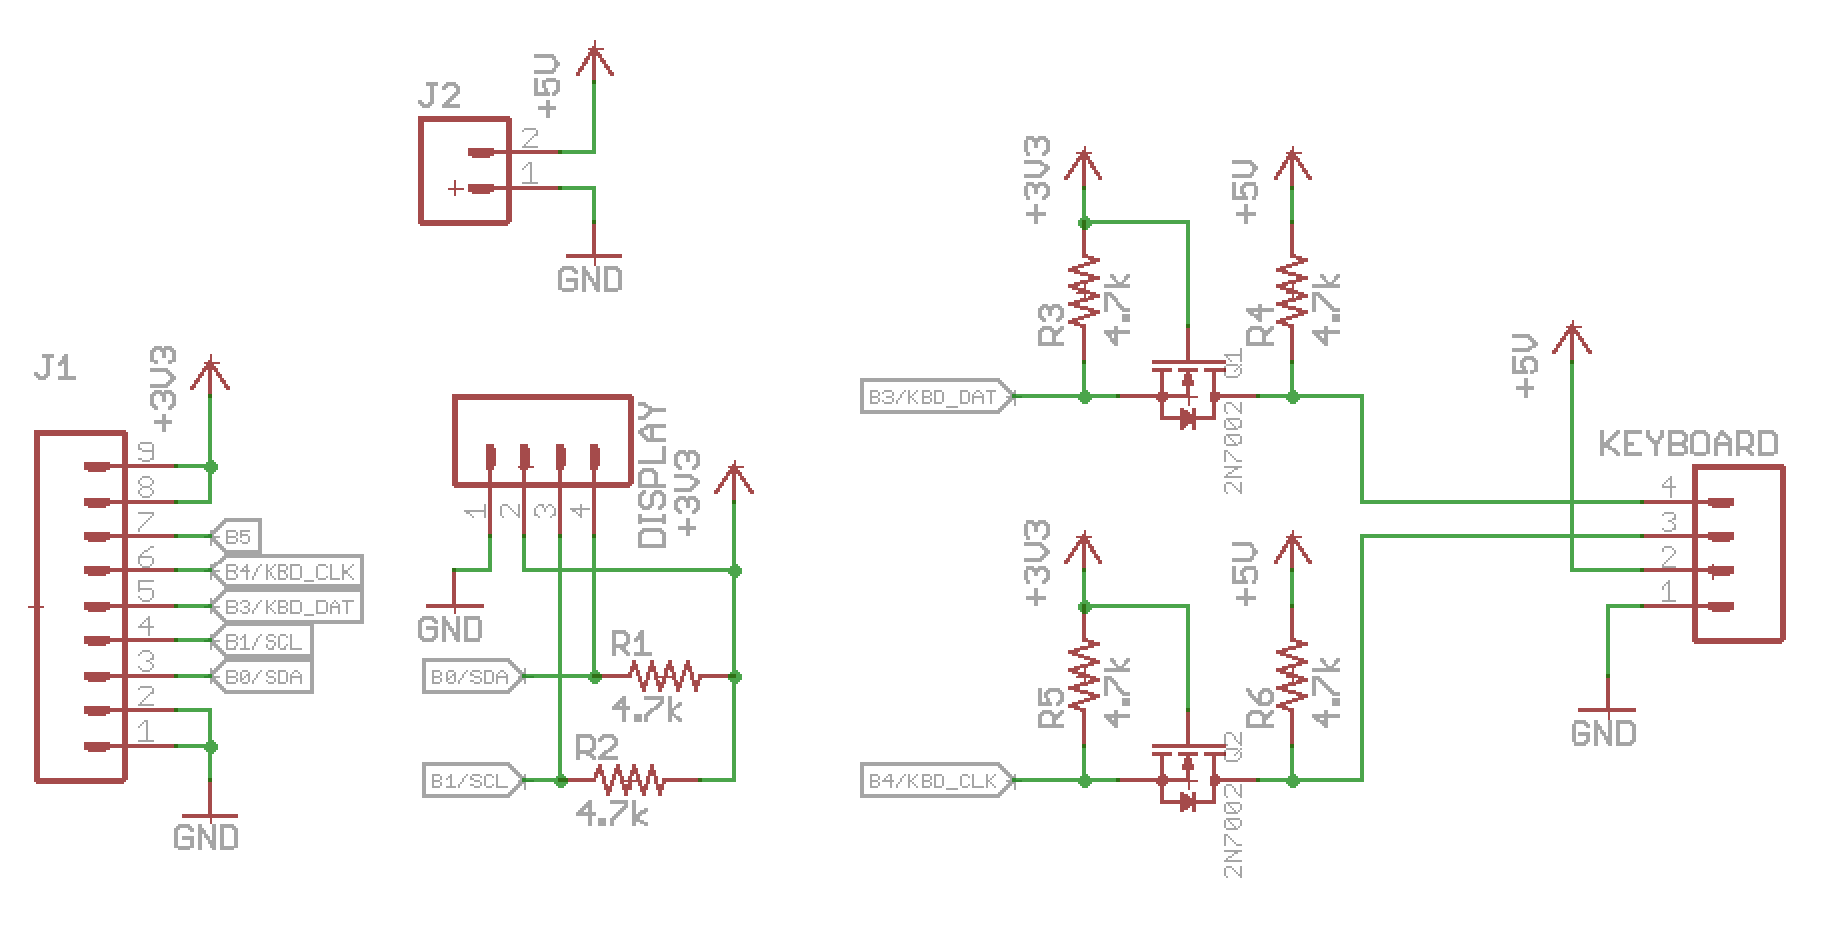 J2
+5V
2
1
GND
J1
+3V3
9
8
7
6
5
4
3
2
1
B5
B4/KBD_CLK
B3/KBD_DAT
B1/SCL
B0/SDA
GND
DISPLAY
+3V3
1
2
3
4
GND
B0/SDA
R1
4.7k
B1/SCL
R2
4.7k
+3V3
+5V
R3
4.7k
R4
4.7k
B3/KBD_DAT
Q1
2N7002
+3V3
+5V
R5
4.7k
R6
4.7k
B4/KBD_CLK
Q2
2N7002
+5V
KEYBOARD
4
3
2
1
GND